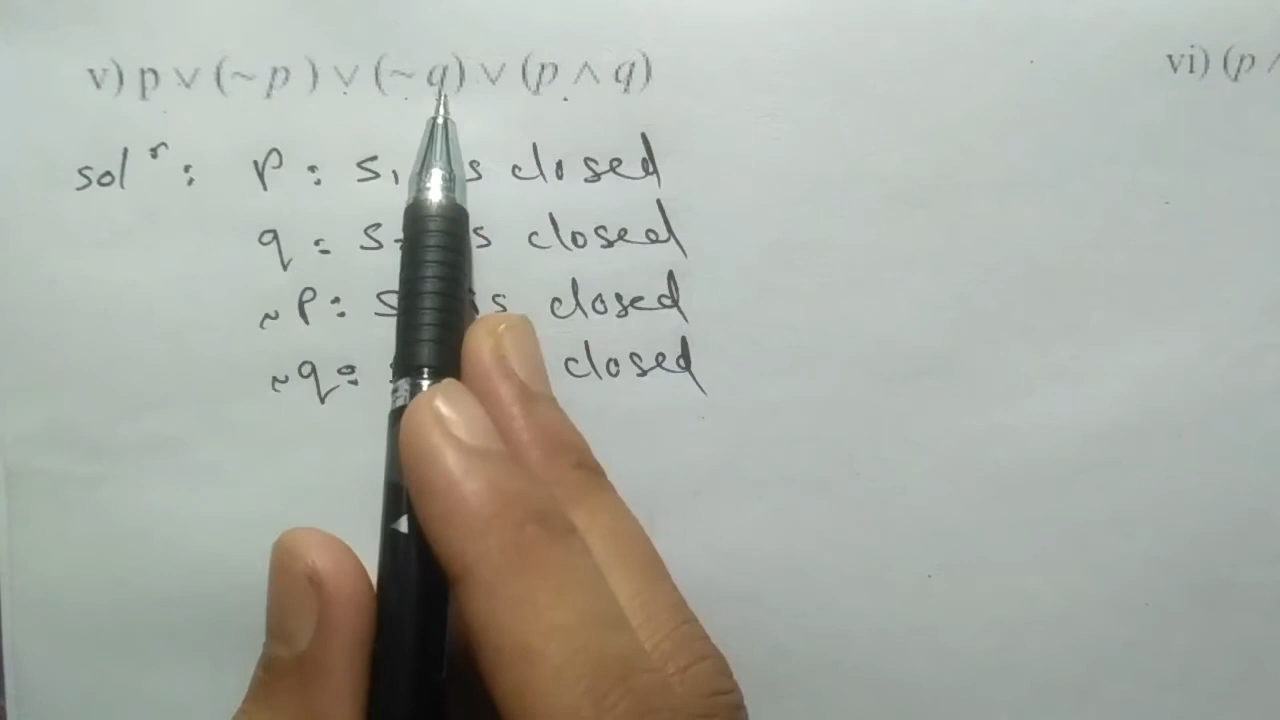 v) p ∨ (~ p ) ∨ (~ q) ∨ (p ∧ q)
vi) (p
solⁿ : p : S₁ closed
q : closed
~p : closed
~q : closed